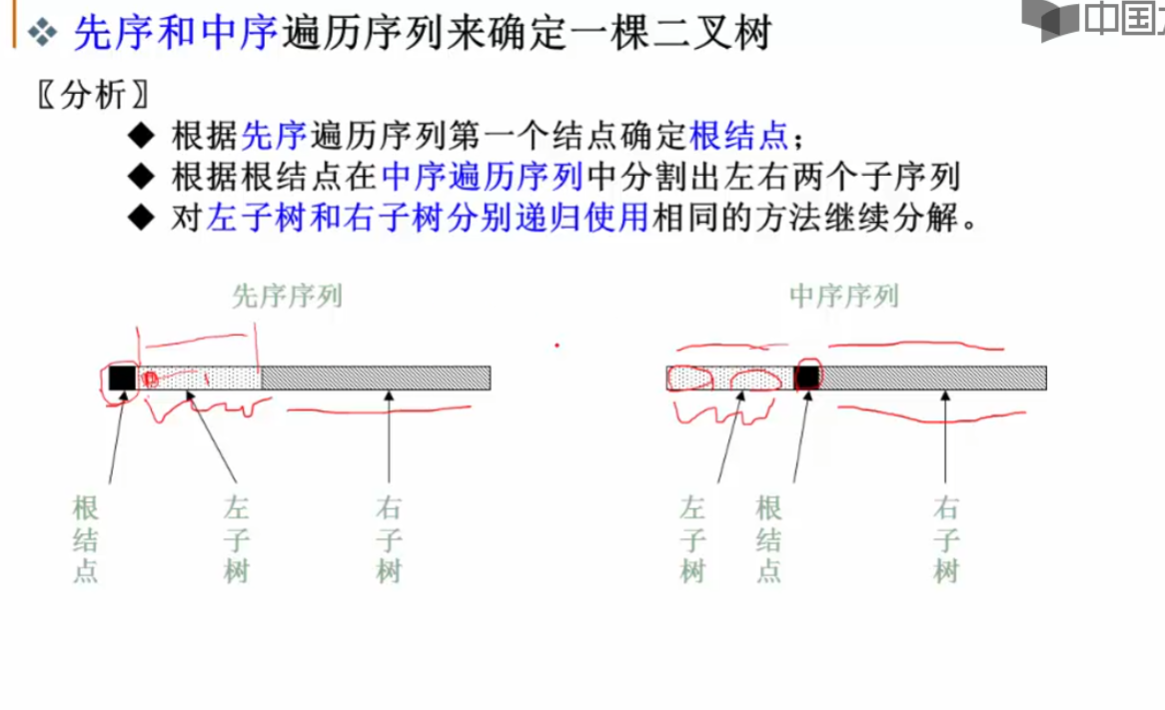 中国
先序和中序遍历序列来确定一棵二叉树
〖分析〗
◆ 根据先序遍历序列第一个结点确定根结点；
◆ 根据根结点在中序遍历序列中分割出左右两个子序列
◆ 对左子树和右子树分别递归使用相同的方法继续分解。
先序序列
中序序列
根结点
左子树
右子树
左子树
根结点
右子树